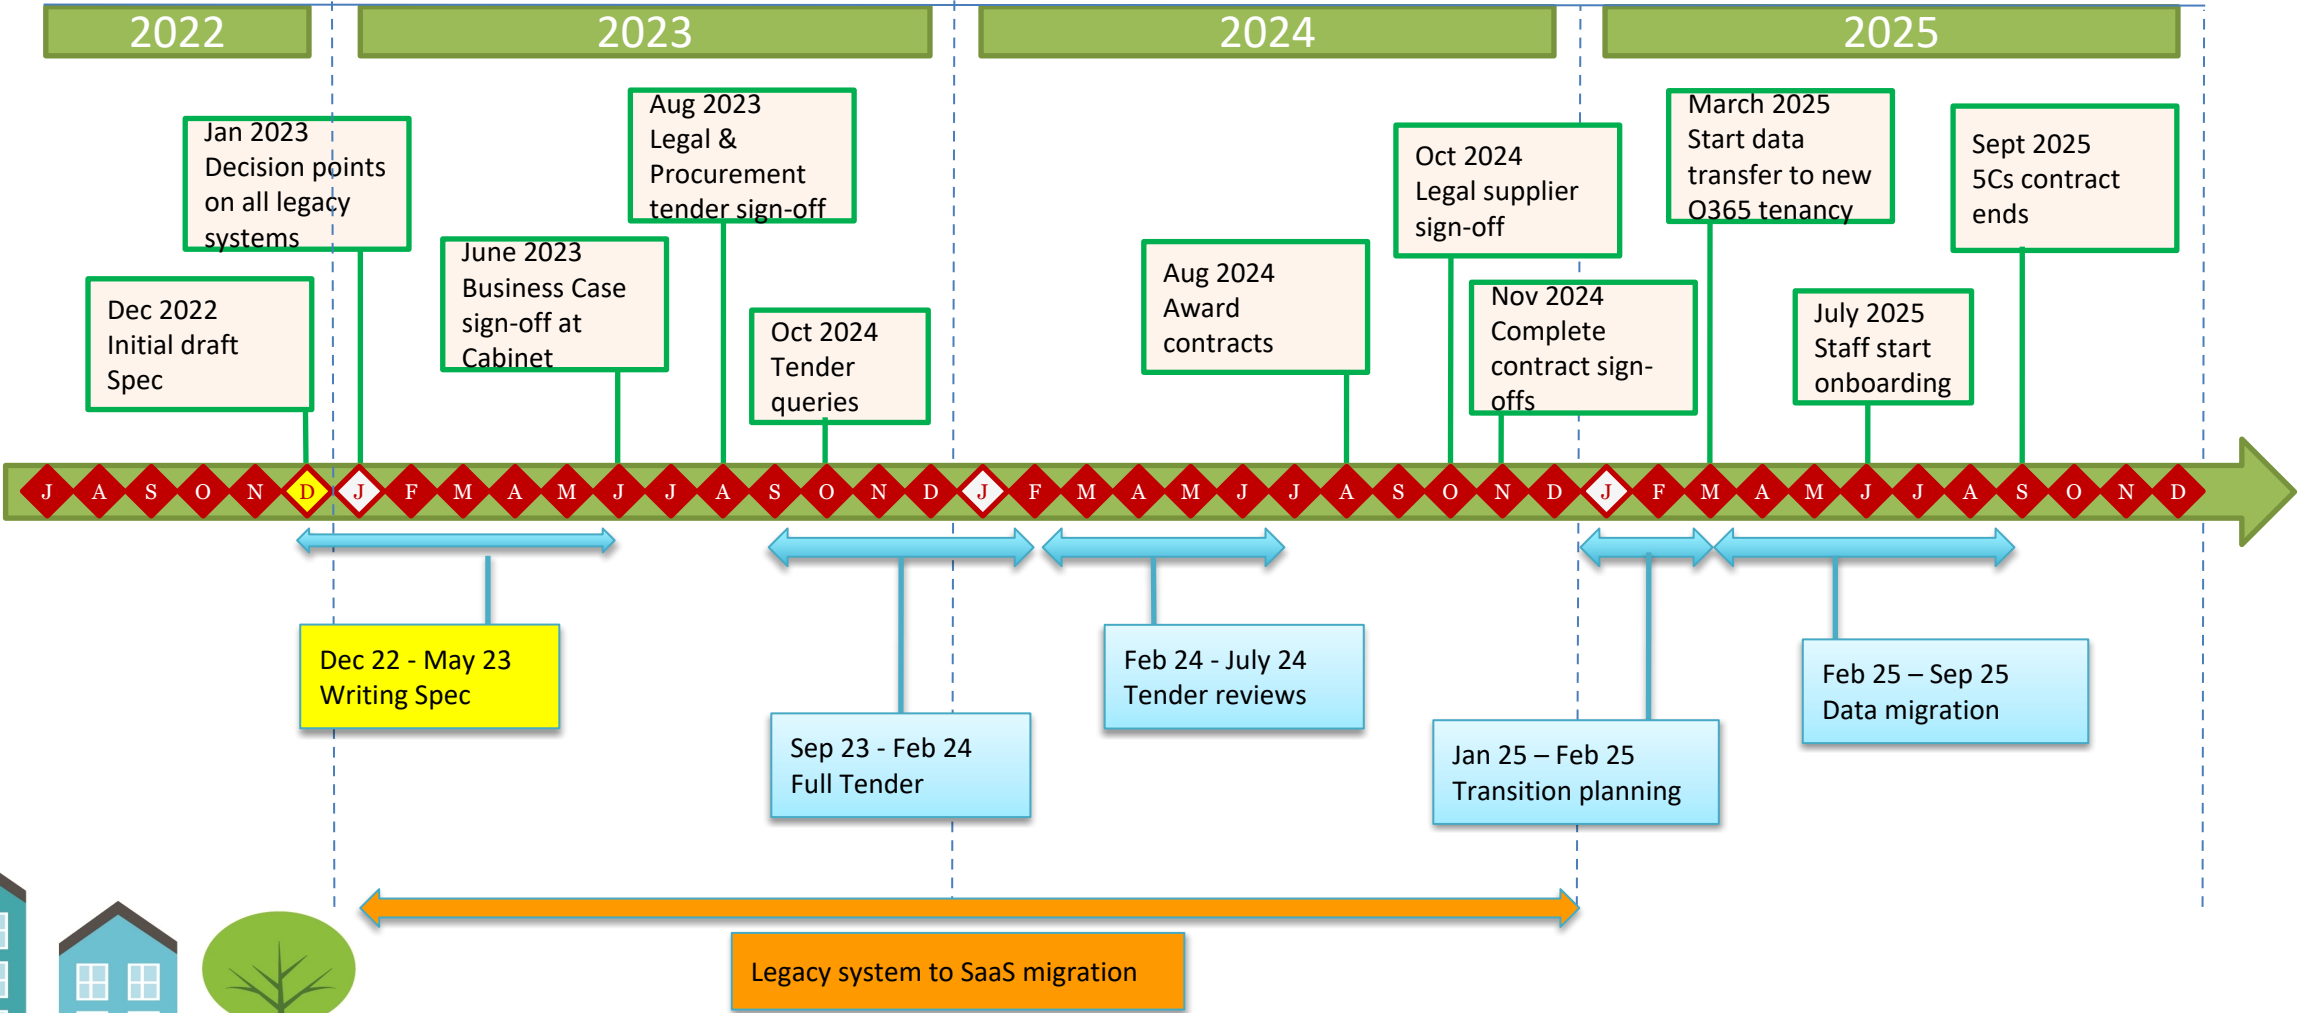 2022
2023
2024
2025
Jan 2023
Decision points
on all legacy
systems
Aug 2023
Legal &
Procurement
tender sign-off
Oct 2024
Legal supplier
sign-off
March 2025
Start data
transfer to new
O365 tenancy
Sept 2025
5Cs contract
ends
Dec 2022
Initial draft
Spec
June 2023
Business Case
sign-off at
Cabinet
Oct 2024
Tender
queries
Aug 2024
Award
contracts
Nov 2024
Complete
contract sign-
offs
July 2025
Staff start
onboarding
J A S O N D J F M A M J J A S O N D J F M A M J J A S O N D J F M A M J J A S O N D
Dec 22 - May 23
Writing Spec
Sep 23 - Feb 24
Full Tender
Feb 24 - July 24
Tender reviews
Jan 25 – Feb 25
Transition planning
Feb 25 – Sep 25
Data migration
Legacy system to SaaS migration